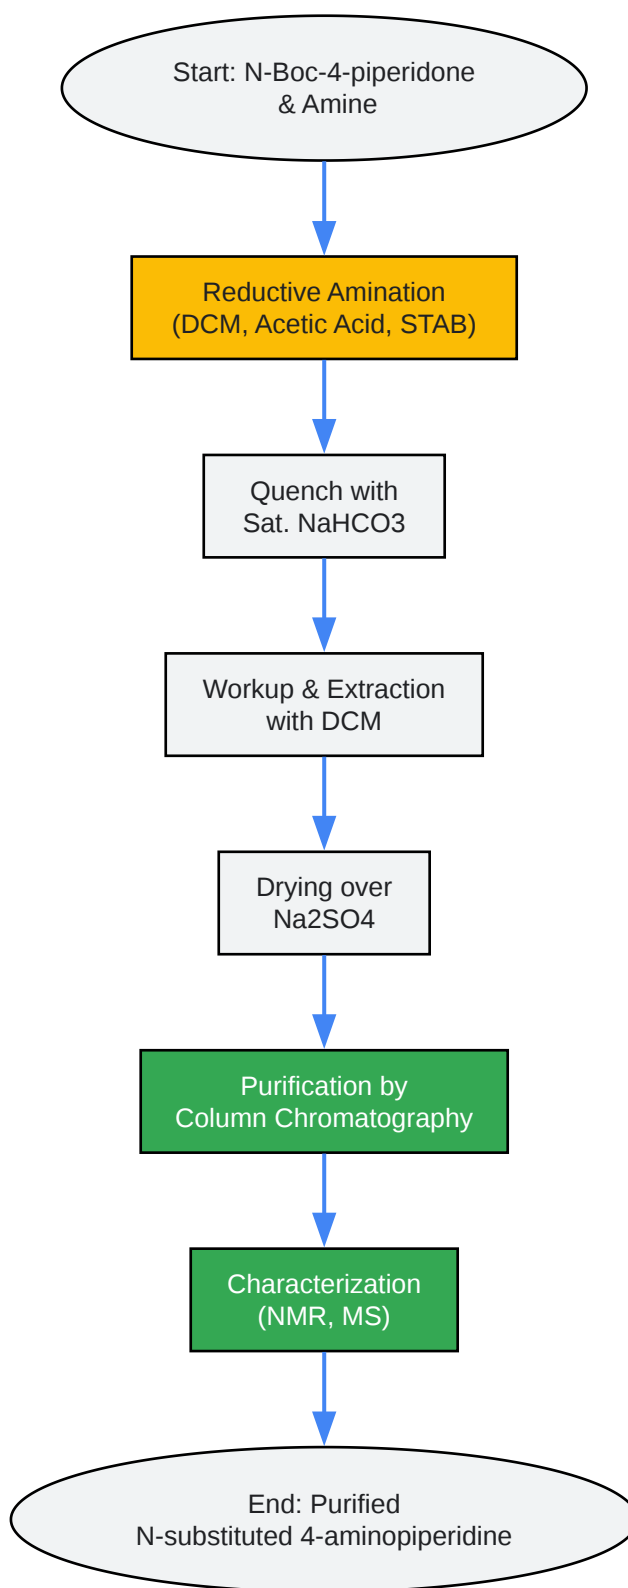 Start: N-Boc-4-piperidone
& Amine
Reductive Amination
(DCM, Acetic Acid, STAB)
Quench with
Sat. NaHCO3
Workup & Extraction
with DCM
Drying over
Na2SO4
Purification by
Column Chromatography
Characterization
(NMR, MS)
End: Purified
N-substituted 4-aminopiperidine